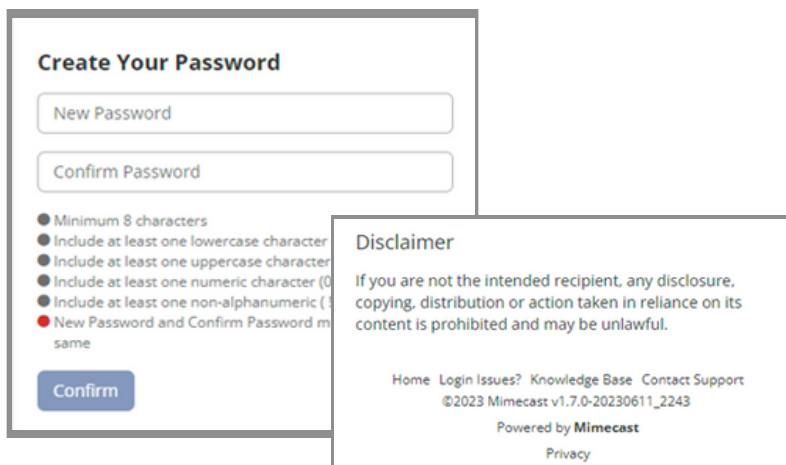 Create Your Password
New Password
Confirm Password
Minimum 8 characters
Include at least one lowercase character
Include at least one uppercase character
Include at least one numeric character (0
Include at least one non-alphanumeric (
New Password and Confirm Password m
same
Confirm
Disclaimer
If you are not the intended recipient, any disclosure,
copying, distribution or action taken in reliance on its
content is prohibited and may be unlawful.
Home Login Issues? Knowledge Base Contact Support
©2023 Mimecast v1.7.0-20230611_2243
Powered by Mimecast
Privacy